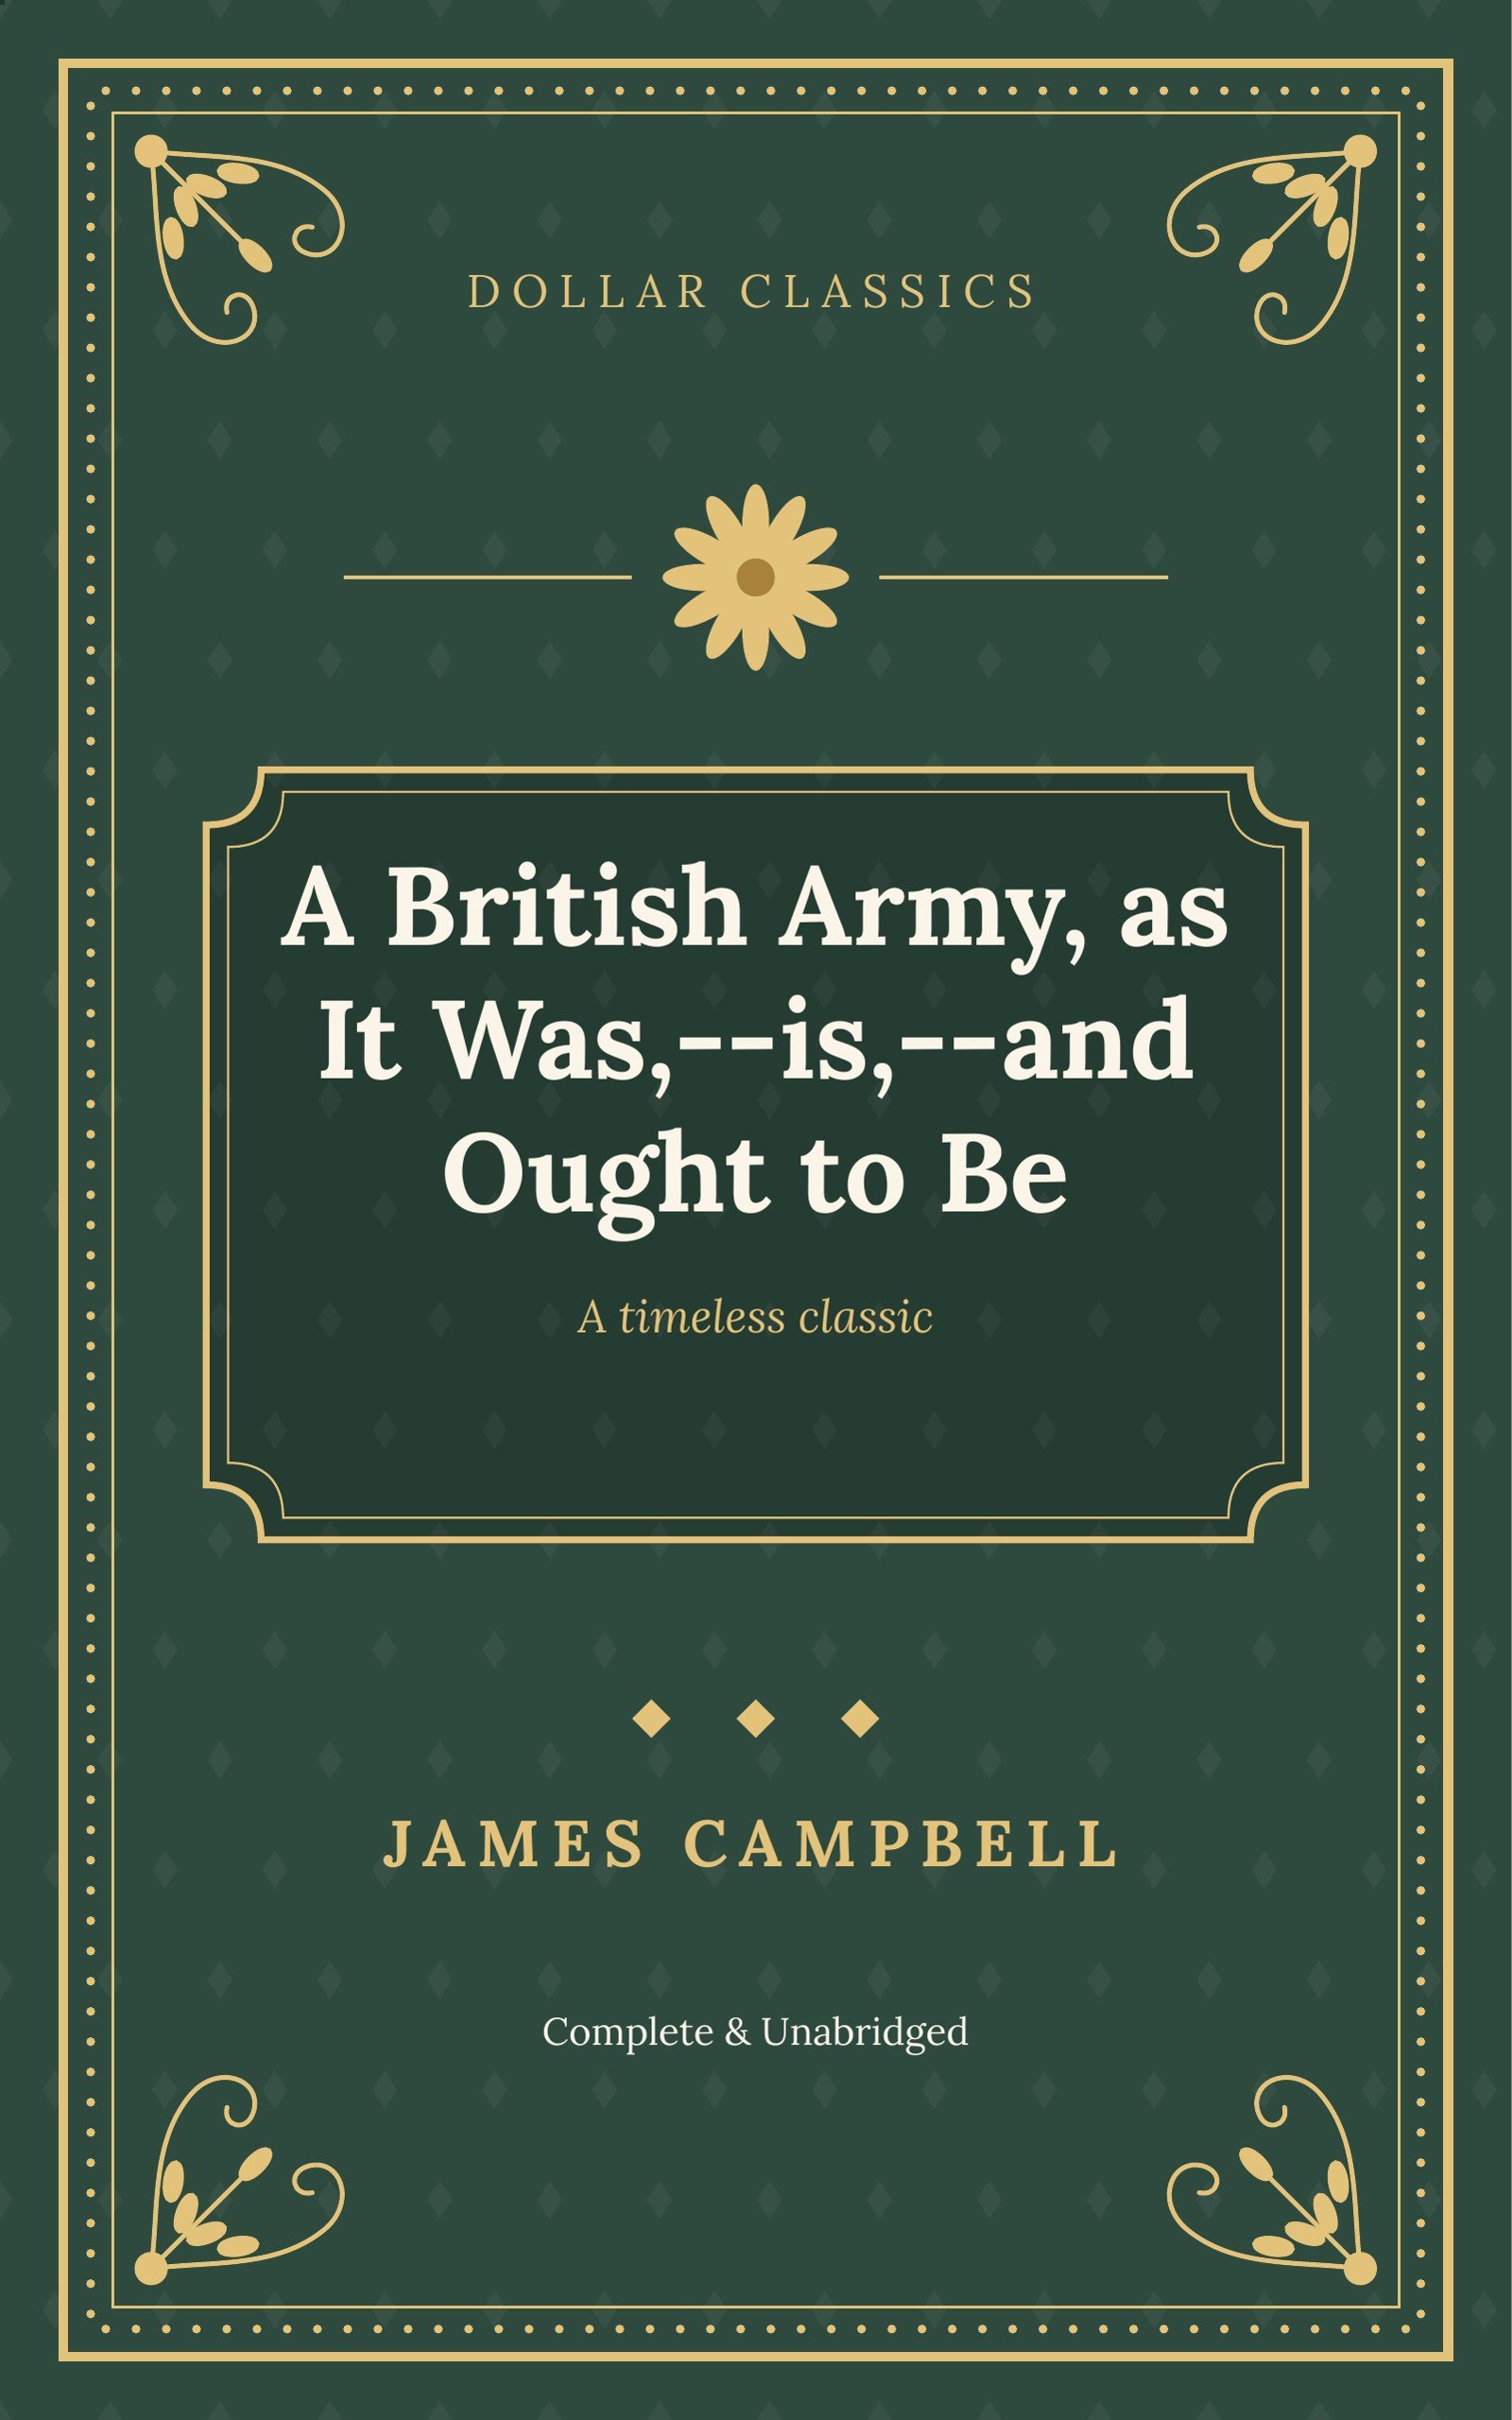 DOLLAR CLASSICS
A British Army, as
It Was,--is,--and
Ought to Be
A timeless classic
JAMES CAMPBELL
Complete & Unabridged